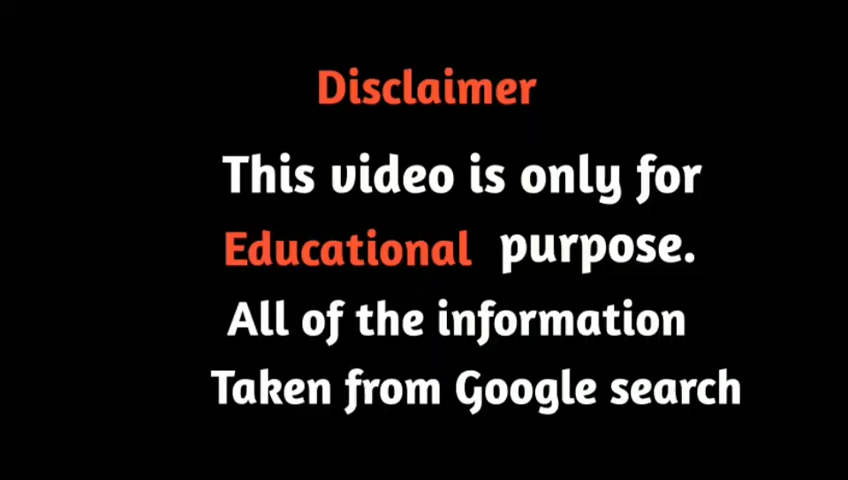 Disclaimer
This video is only for
Educational purpose.
All of the information
Taken from Google search